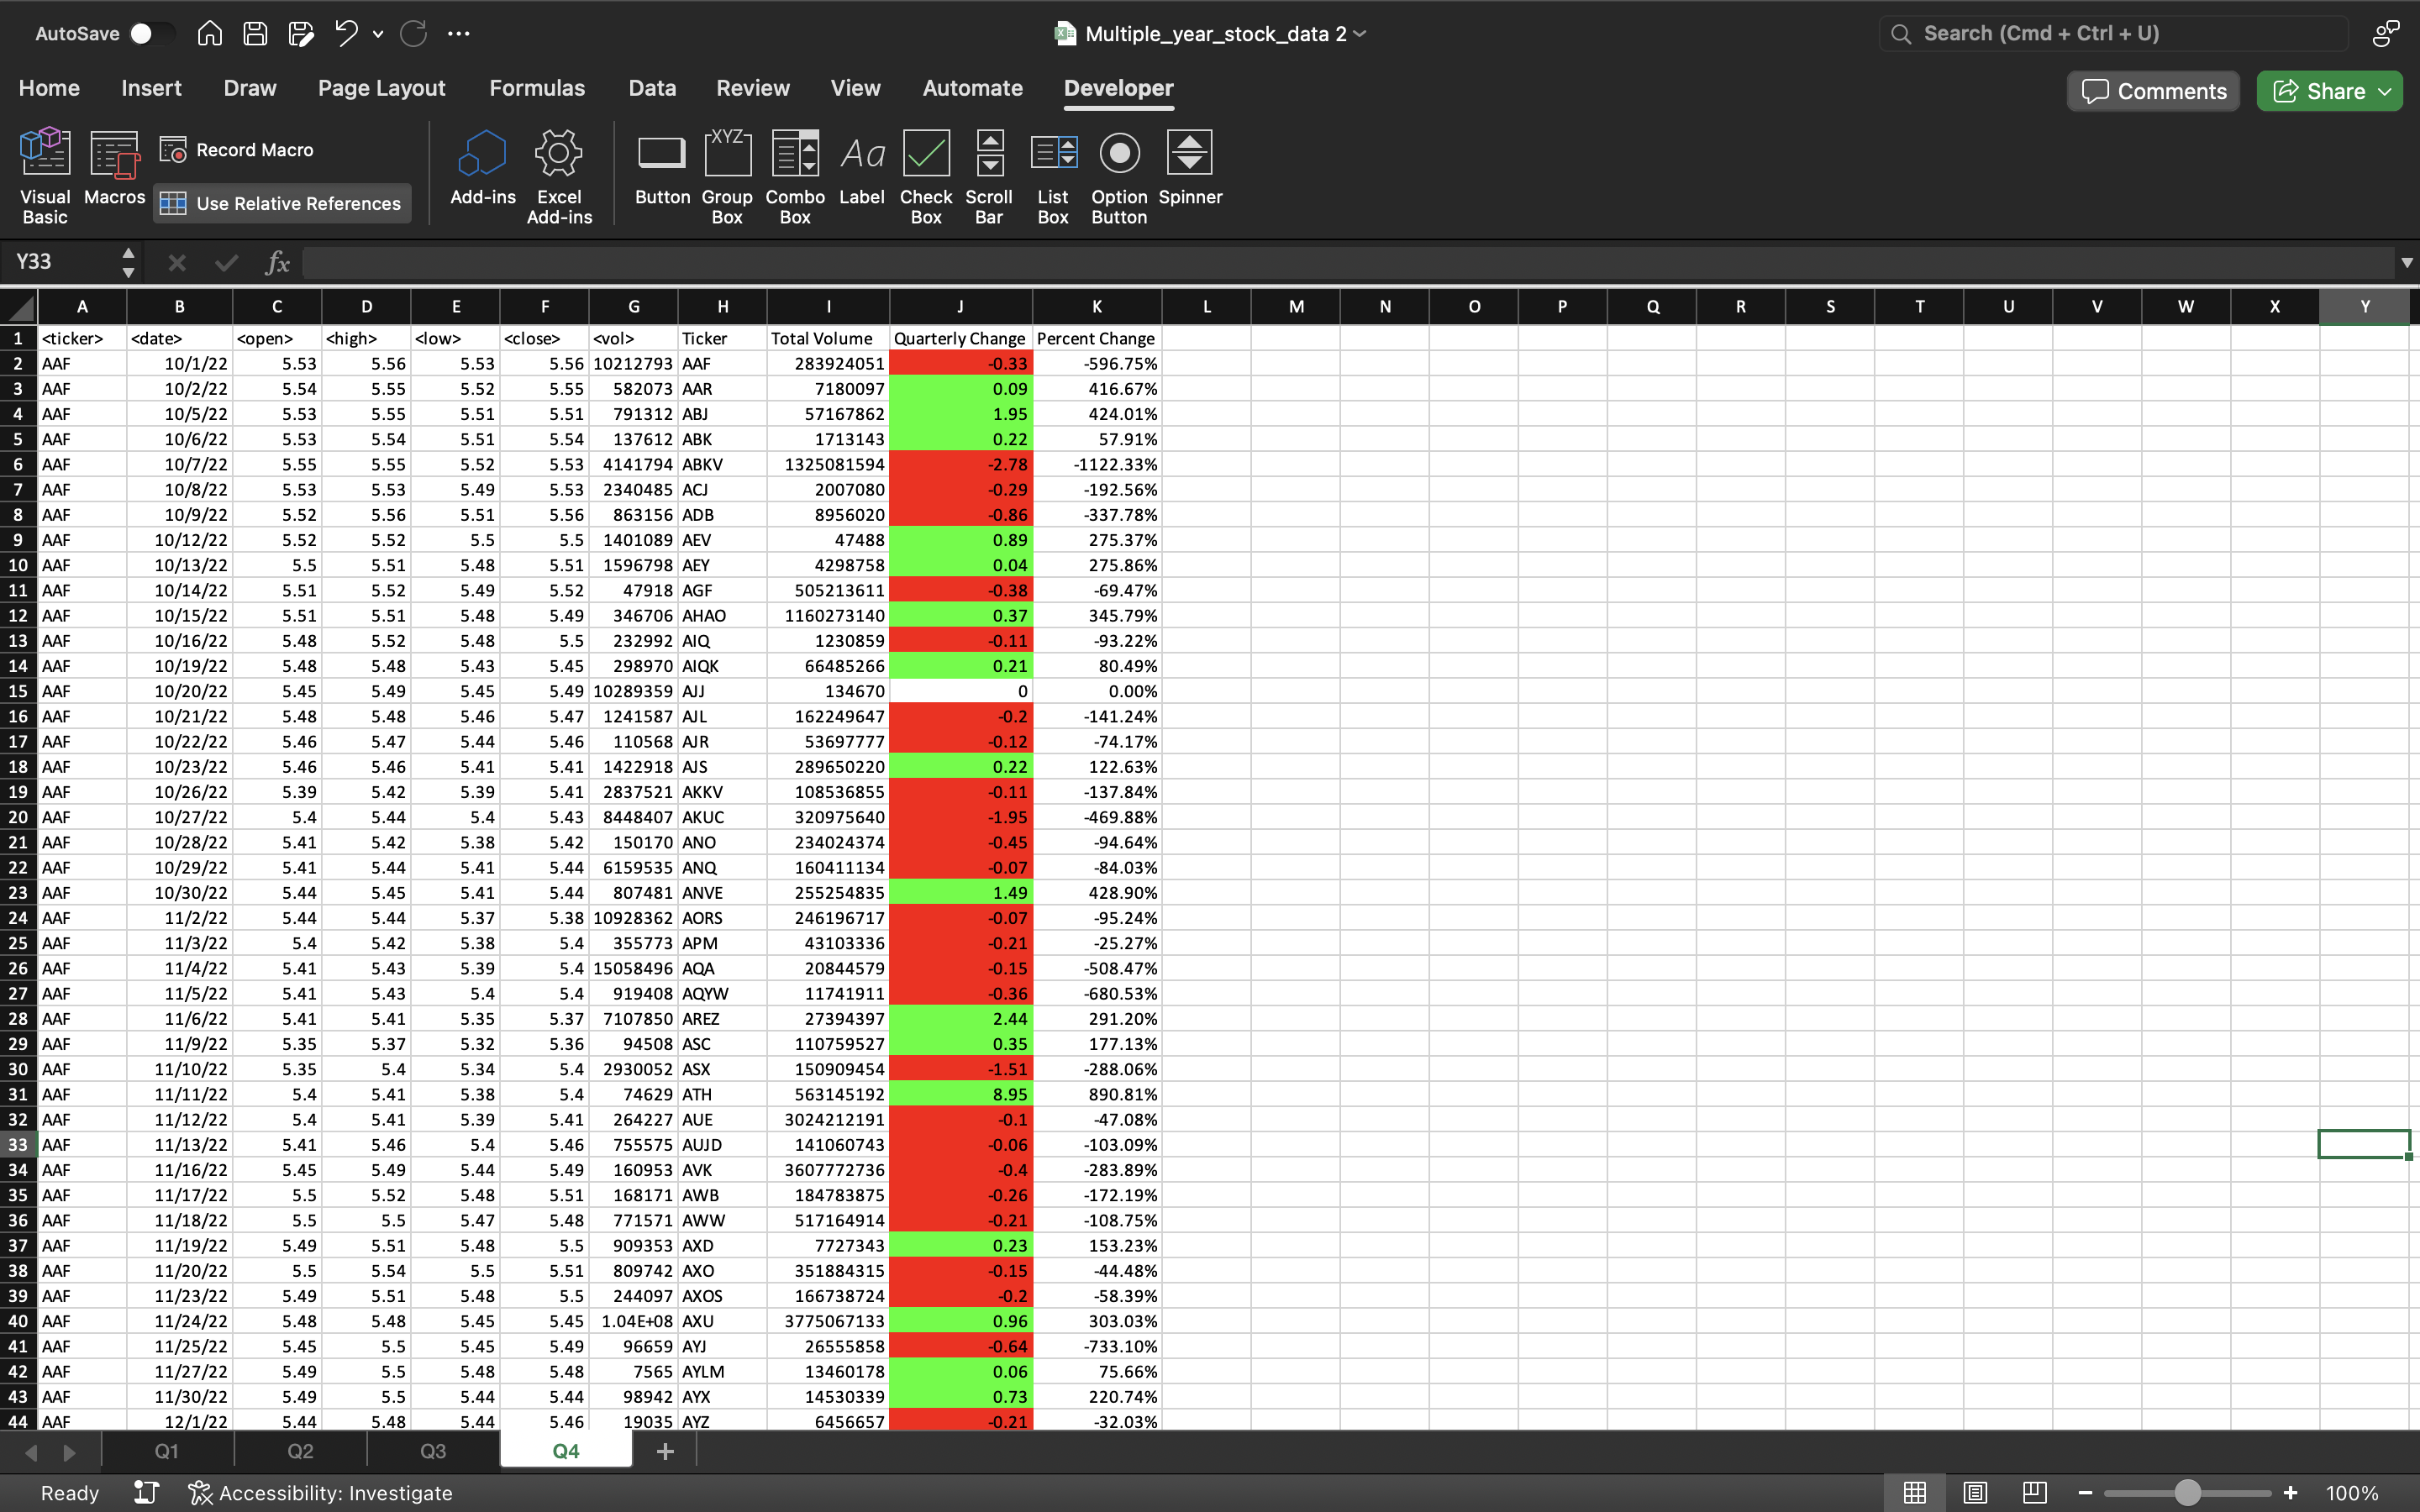 AutoSave
Multiple_year_stock_data 2
Search (Cmd + Ctrl + U)
Home Insert Draw Page Layout Formulas Data Review View Automate Developer
Comments Share
Visual Basic
Macros
Record Macro
Use Relative References
Add-ins
Excel Add-ins
Button
XYZ
Group Box
Combo Box
Aa
Label
Check Box
Scroll Bar
List Box
Option Button
Spinner
Y33 fx
A B C D E F G H I J K L M N O P Q R S T U V W X Y
1 <ticker> <date> <open> <high> <low> <close> <vol> Ticker Total Volume Quarterly Change Percent Change
2 AAF 10/1/22 5.53 5.56 5.53 5.56 10212793 AAF 283924051 -0.33 -596.75%
3 AAF 10/2/22 5.54 5.55 5.52 5.55 582073 AAR 7180097 0.09 416.67%
4 AAF 10/5/22 5.53 5.55 5.51 5.51 791312 ABJ 57167862 1.95 424.01%
5 AAF 10/6/22 5.53 5.54 5.51 5.54 137612 ABK 1713143 0.22 57.91%
6 AAF 10/7/22 5.55 5.55 5.52 5.53 4141794 ABKV 1325081594 -2.78 -1122.33%
7 AAF 10/8/22 5.53 5.53 5.49 5.53 2340485 ACJ 2007080 -0.29 -192.56%
8 AAF 10/9/22 5.52 5.56 5.51 5.56 863156 ADB 8956020 -0.86 -337.78%
9 AAF 10/12/22 5.52 5.52 5.5 5.5 1401089 AEV 47488 0.89 275.37%
10 AAF 10/13/22 5.5 5.51 5.48 5.51 1596798 AEY 4298758 0.04 275.86%
11 AAF 10/14/22 5.51 5.52 5.49 5.52 47918 AGF 505213611 -0.38 -69.47%
12 AAF 10/15/22 5.51 5.51 5.48 5.49 346706 AHAO 1160273140 0.37 345.79%
13 AAF 10/16/22 5.48 5.52 5.48 5.5 232992 AIQ 1230859 -0.11 -93.22%
14 AAF 10/19/22 5.48 5.48 5.43 5.45 298970 AIQK 66485266 0.21 80.49%
15 AAF 10/20/22 5.45 5.49 5.45 5.49 10289359 AJJ 134670 0 0.00%
16 AAF 10/21/22 5.48 5.48 5.46 5.47 1241587 AJL 162249647 -0.2 -141.24%
17 AAF 10/22/22 5.46 5.47 5.44 5.46 110568 AJR 53697777 -0.12 -74.17%
18 AAF 10/23/22 5.46 5.46 5.41 5.41 1422918 AJS 289650220 0.22 122.63%
19 AAF 10/26/22 5.39 5.42 5.39 5.41 2837521 AKKV 108536855 -0.11 -137.84%
20 AAF 10/27/22 5.4 5.44 5.4 5.43 8448407 AKUC 320975640 -1.95 -469.88%
21 AAF 10/28/22 5.41 5.42 5.38 5.42 150170 ANO 234024374 -0.45 -94.64%
22 AAF 10/29/22 5.41 5.44 5.41 5.44 6159535 ANQ 160411134 -0.07 -84.03%
23 AAF 10/30/22 5.44 5.45 5.41 5.44 807481 ANVE 255254835 1.49 428.90%
24 AAF 11/2/22 5.44 5.44 5.37 5.38 10928362 AORS 246196717 -0.07 -95.24%
25 AAF 11/3/22 5.4 5.42 5.38 5.4 355773 APM 43103336 -0.21 -25.27%
26 AAF 11/4/22 5.41 5.43 5.39 5.4 15058496 AQA 20844579 -0.15 -508.47%
27 AAF 11/5/22 5.41 5.43 5.4 5.4 919408 AQYW 11741911 -0.36 -680.53%
28 AAF 11/6/22 5.41 5.41 5.35 5.37 7107850 AREZ 27394397 2.44 291.20%
29 AAF 11/9/22 5.35 5.37 5.32 5.36 94508 ASC 110759527 0.35 177.13%
30 AAF 11/10/22 5.35 5.4 5.34 5.4 2930052 ASX 150909454 -1.51 -288.06%
31 AAF 11/11/22 5.4 5.41 5.38 5.4 74629 ATH 563145192 8.95 890.81%
32 AAF 11/12/22 5.4 5.41 5.39 5.41 264227 AUE 3024212191 -0.1 -47.08%
33 AAF 11/13/22 5.41 5.46 5.4 5.46 755575 AUJD 141060743 -0.06 -103.09%
34 AAF 11/16/22 5.45 5.49 5.44 5.49 160953 AVK 3607772736 -0.4 -283.89%
35 AAF 11/17/22 5.5 5.52 5.48 5.51 168171 AWB 184783875 -0.26 -172.19%
36 AAF 11/18/22 5.5 5.5 5.47 5.48 771571 AWW 517164914 -0.21 -108.75%
37 AAF 11/19/22 5.49 5.51 5.48 5.5 909353 AXD 7727343 0.23 153.23%
38 AAF 11/20/22 5.5 5.54 5.5 5.51 809742 AXO 351884315 -0.15 -44.48%
39 AAF 11/23/22 5.49 5.51 5.48 5.5 244097 AXOS 166738724 -0.2 -58.39%
40 AAF 11/24/22 5.48 5.48 5.45 5.45 1.04E+08 AXU 3775067133 0.96 303.03%
41 AAF 11/25/22 5.45 5.5 5.45 5.49 96659 AYJ 26555858 -0.64 -733.10%
42 AAF 11/27/22 5.49 5.5 5.48 5.48 7565 AYLM 13460178 0.06 75.66%
43 AAF 11/30/22 5.49 5.5 5.44 5.44 98942 AYX 14530339 0.73 220.74%
44 AAF 12/1/22 5.44 5.48 5.44 5.46 19035 AYZ 6456657 -0.21 -32.03%
Q1 Q2 Q3 Q4
Ready Accessibility: Investigate 100%